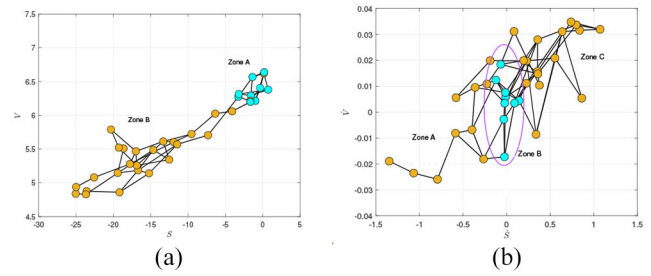 7.5
7
6.5
6
5.5
5
4.5
V
-25 -20 -15 -10 -5 0 5
-30
S
Zone A
Zone B
(a)
0.04
0.03
0.02
0.01
0
-0.01
-0.02
-0.03
-0.04
V̇
-1.5 -1 -0.5 0 0.5 1 1.5
Ṡ
Zone C
Zone A
Zone B
(b)